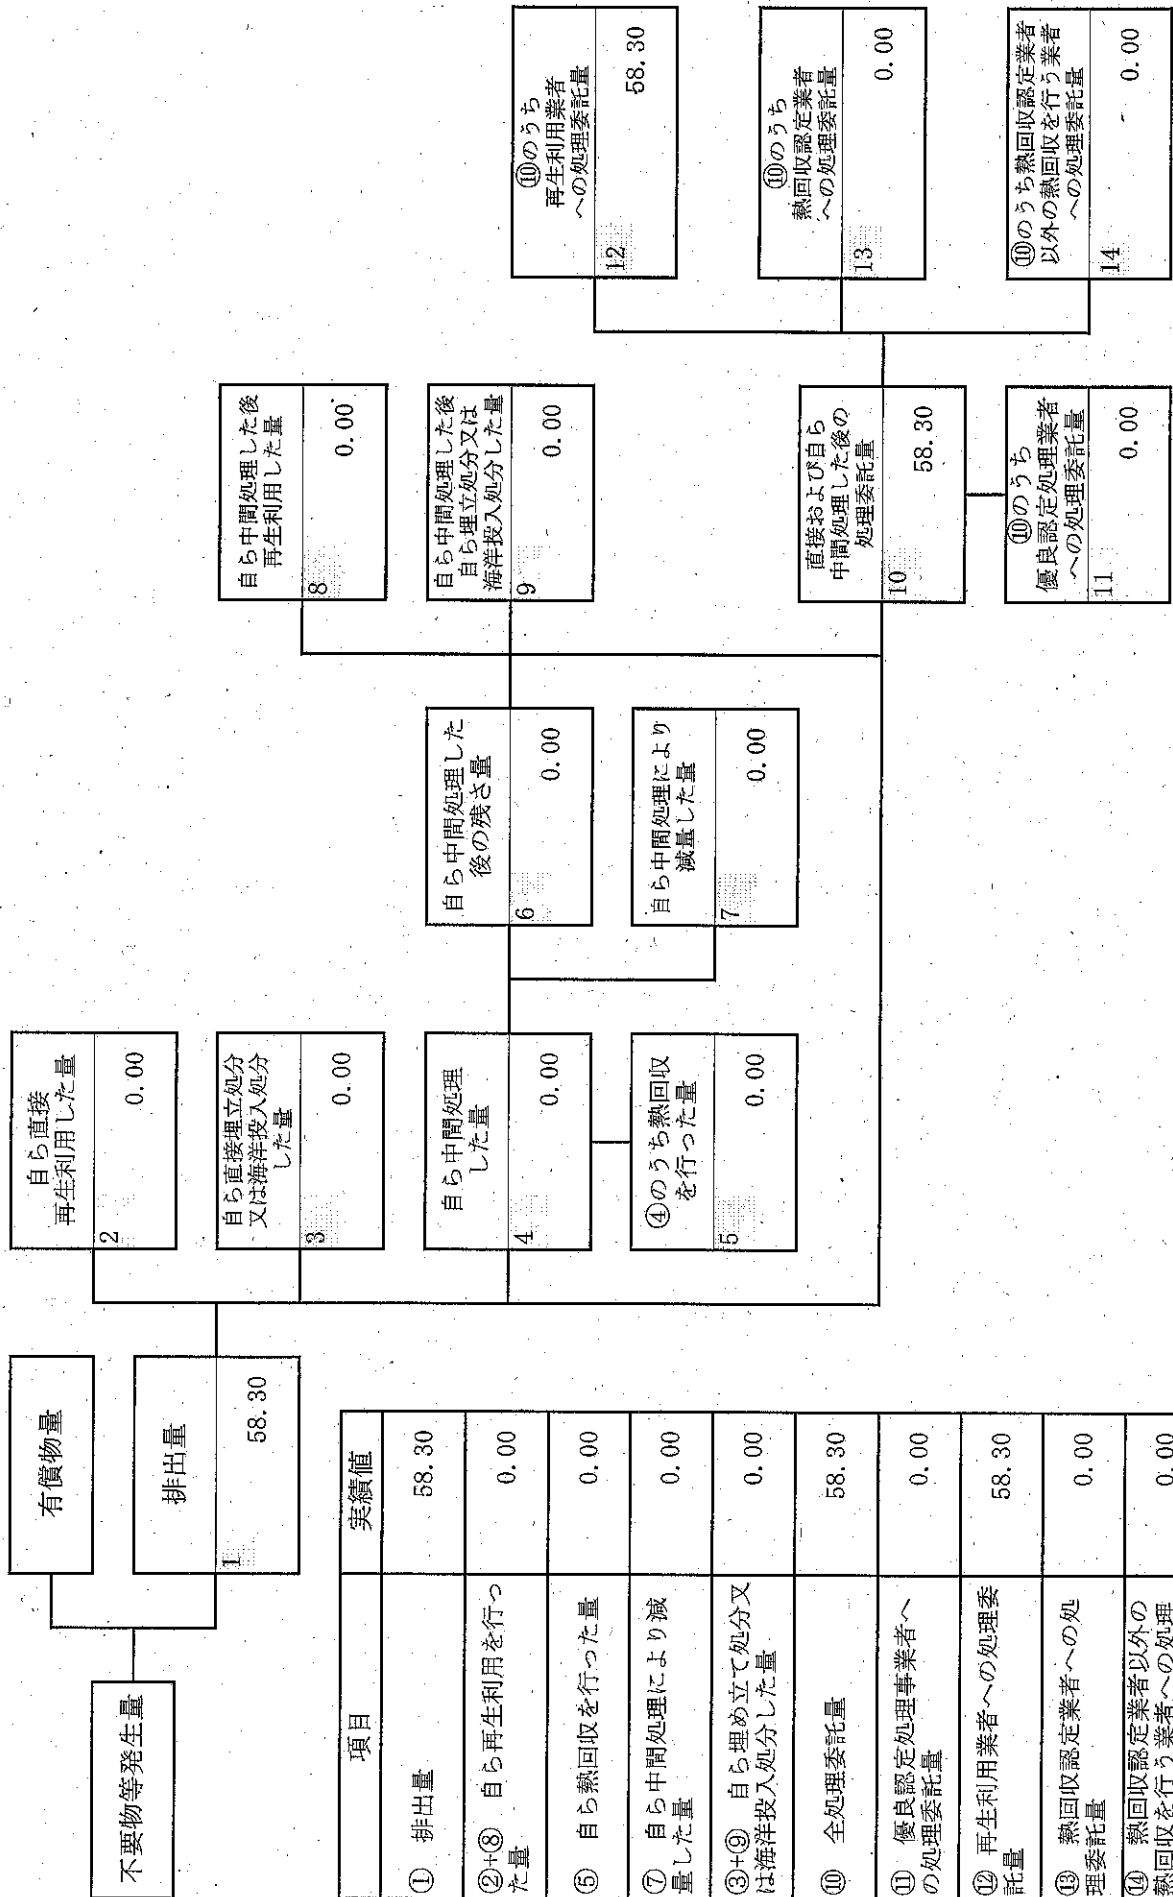 不要物等発生量
有償物量
排出量
1
58.30
自ら直接
再生利用した量
2
0.00
自ら直接埋立処分
又は海洋投入処分
した量
3
0.00
自ら中間処理
した量
4
0.00
④のうち熱回収
を行った量
5
0.00
自ら中間処理した
後の残さ量
6
0.00
自ら中間処理により
減量した量
7
0.00
自ら中間処理した後
再生利用した量
8
0.00
自ら中間処理した後
自ら埋立処分又は
海洋投入処分した量
9
0.00
直接および自ら
中間処理した後の
処理委託量
10
58.30
⑩のうち
優良認定処理業者
への処理委託量
11
0.00
⑩のうち
再生利用業者
への処理委託量
12
58.30
⑩のうち
熱回収認定業者
への処理委託量
13
0.00
⑩のうち熱回収認定業者
以外の熱回収を行う業者
への処理委託量
14
0.00
項目
実績値
① 排出量
58.30
②+⑧ 自ら再生利用を行っ
た量
0.00
⑤ 自ら熱回収を行った量
0.00
⑦ 自ら中間処理により減
量した量
0.00
③+⑨ 自ら埋め立て処分又
は海洋投入処分した量
0.00
⑩ 全処理委託量
58.30
⑪ 優良認定処理事業者へ
の処理委託量
0.00
⑫ 再生利用業者への処理委
託量
58.30
⑬ 熱回収認定業者への処
理委託量
0.00
⑭ 熱回収認定業者以外の
熱回収を行う業者への処理
0.00